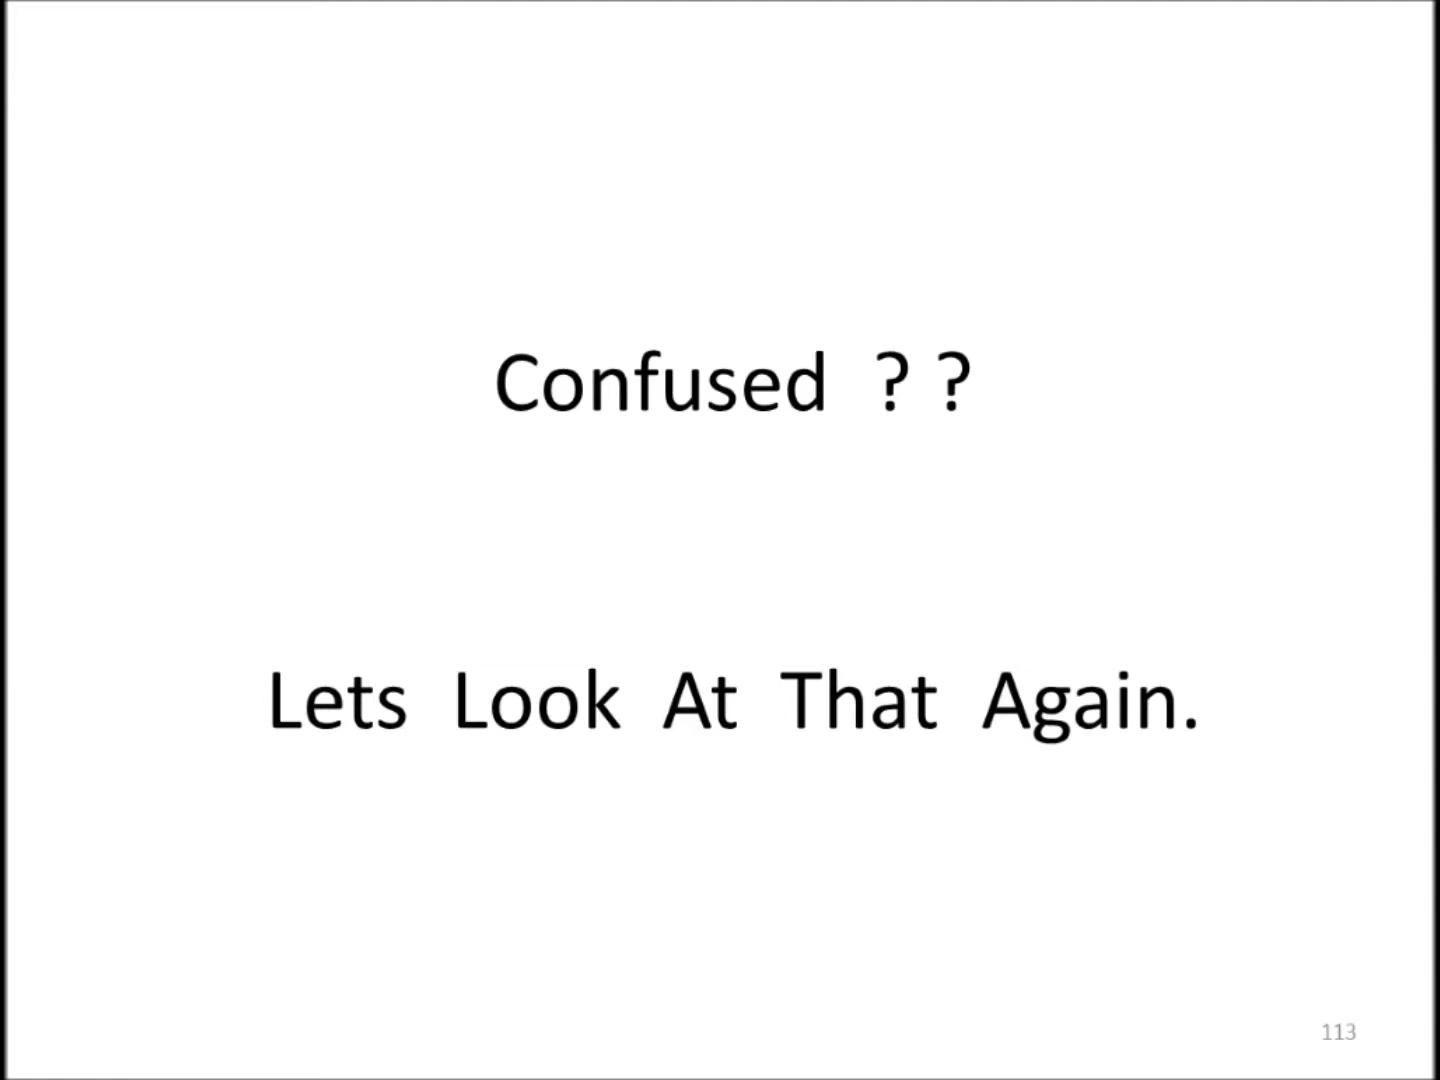 Confused ? ?
Lets Look At That Again.
113